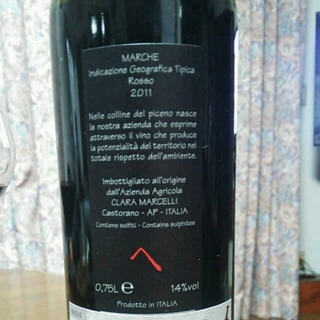 MARCHE
Indicazione Geografica Tipica
Rosso
2011
Nelle colline del piceno nasce
la nostra azienda che esprime
attraverso il vino che produce
la potenzialità del territorio nel
totale rispetto dell'ambiente.
Imbottigliato all'origine
dall'Azienda Agricola
CLARA MARCELLI
Castorano - AP - ITALIA
Contiene solfiti - Contains sulphites
0,75L e 14%vol
Prodotto in ITALIA